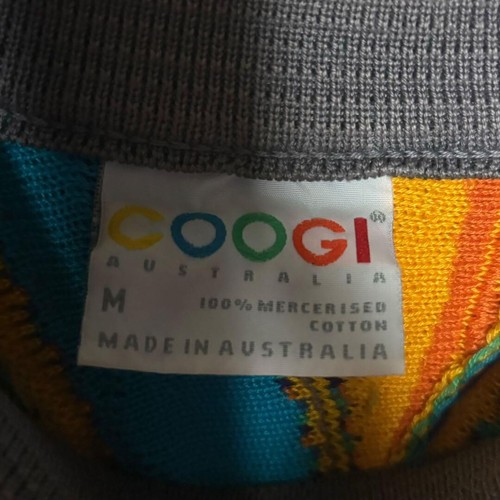 COOGI®
AUSTRALIA
M 100% MERCERISED
COTTON
MADE IN AUSTRALIA